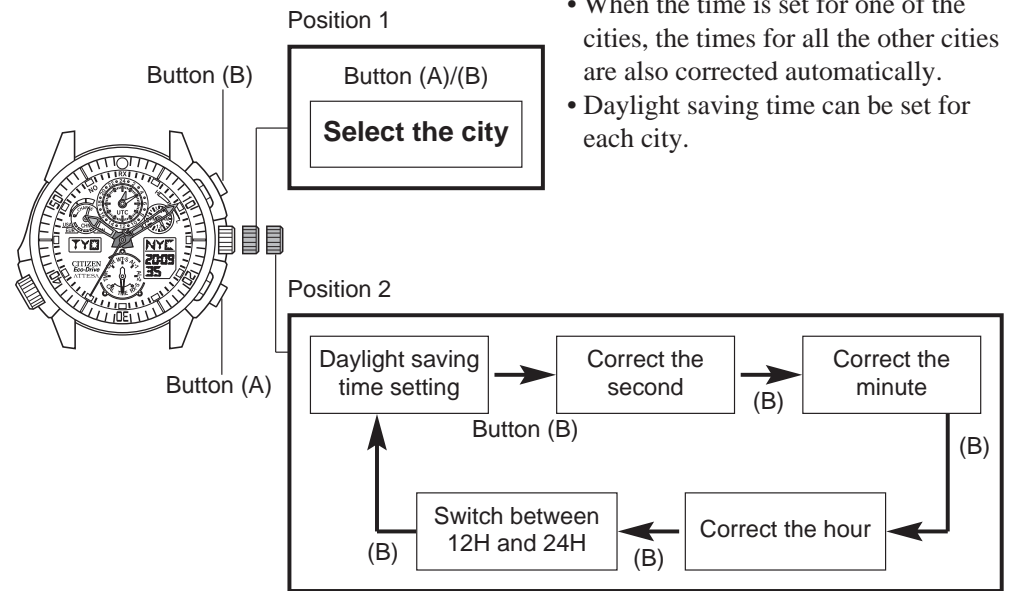 Position 1
• When the time is set for one of the
cities, the times for all the other cities
are also corrected automatically.
• Daylight saving time can be set for
each city.
Button (B)
Button (A)/(B)
Select the city
TYO
NYC
20:09
35
UTC
CITIZEN
Eco-Drive
ATTESA
Button (A)
Position 2
Daylight saving
time setting
Button (B)
Correct the
second
(B)
Correct the
minute
(B)
Correct the hour
(B)
Switch between
12H and 24H
(B)